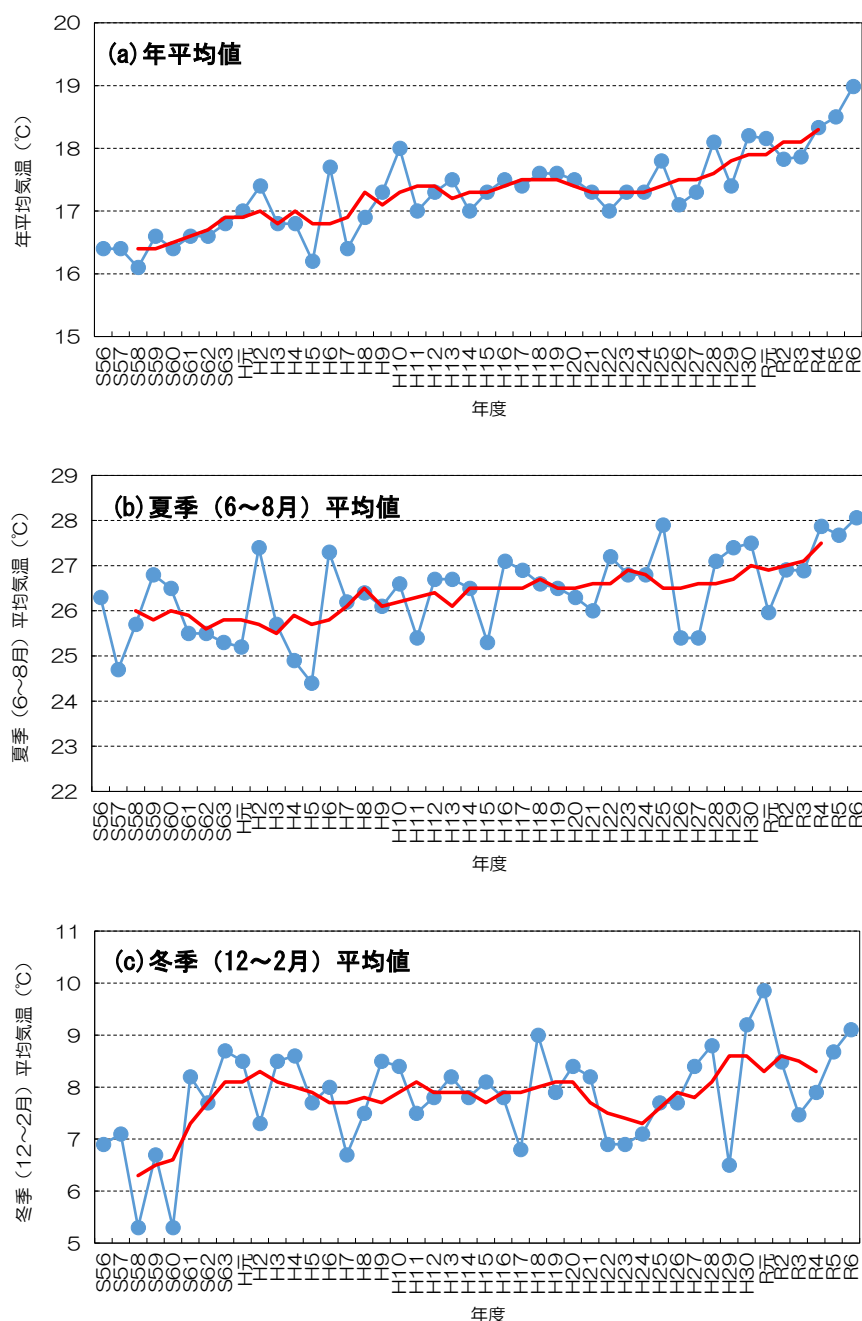 (a)年平均値
年平均気温（℃）
20
19
18
17
16
15
S56 S57 S58 S59 S60 S61 S62 S63 H元 H2 H3 H4 H5 H6 H7 H8 H9 H10 H11 H12 H13 H14 H15 H16 H17 H18 H19 H20 H21 H22 H23 H24 H25 H26 H27 H28 H29 H30 R元 R2 R3 R4 R5 R6
年度
(b)夏季（6～8月）平均値
夏季（6～8月）平均気温（℃）
29
28
27
26
25
24
23
22
S56 S57 S58 S59 S60 S61 S62 S63 H元 H2 H3 H4 H5 H6 H7 H8 H9 H10 H11 H12 H13 H14 H15 H16 H17 H18 H19 H20 H21 H22 H23 H24 H25 H26 H27 H28 H29 H30 R元 R2 R3 R4 R5 R6
年度
(c)冬季（12～2月）平均値
冬季（12～2月）平均気温（℃）
11
10
9
8
7
6
5
S56 S57 S58 S59 S60 S61 S62 S63 H元 H2 H3 H4 H5 H6 H7 H8 H9 H10 H11 H12 H13 H14 H15 H16 H17 H18 H19 H20 H21 H22 H23 H24 H25 H26 H27 H28 H29 H30 R元 R2 R3 R4 R5 R6
年度